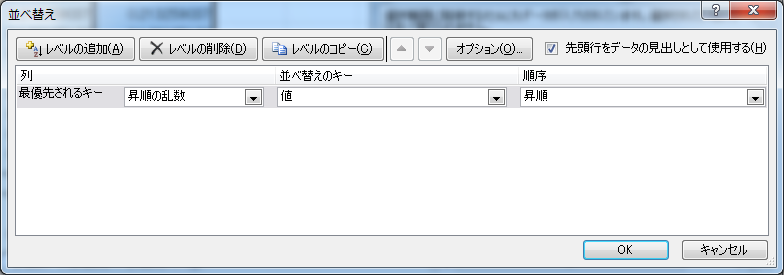 並べ替え
レベルの追加(A) レベルの削除(D) レベルのコピー(C) オプション(O)... 先頭行をデータの見出しとして使用する(H)
列 並べ替えのキー 順序
最優先されるキー 昇順の乱数 値 昇順
OK キャンセル